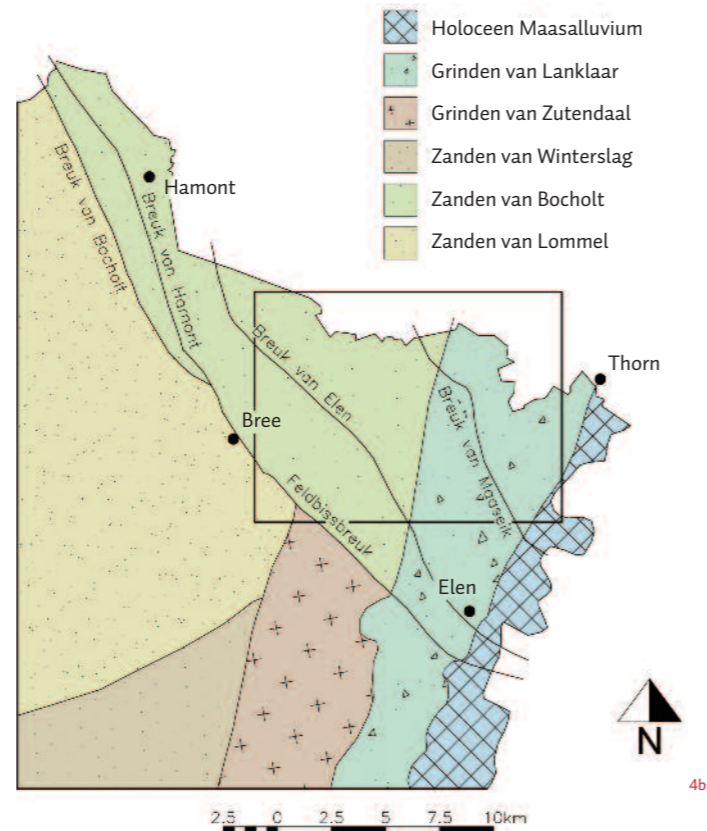 Holoceen Maasalluvium
Grinden van Lanklaar
Grinden van Zutendaal
Zanden van Winterslag
Zanden van Bocholt
Zanden van Lommel
Breuk van Bocholt
Hamont
Breuk van Hamont
Breuk van Elen
Thorn
Breuk van Maaseik
Bree
Feldbissbreuk
Elen
N
4b
2.5 0 2.5 5 7.5 10km